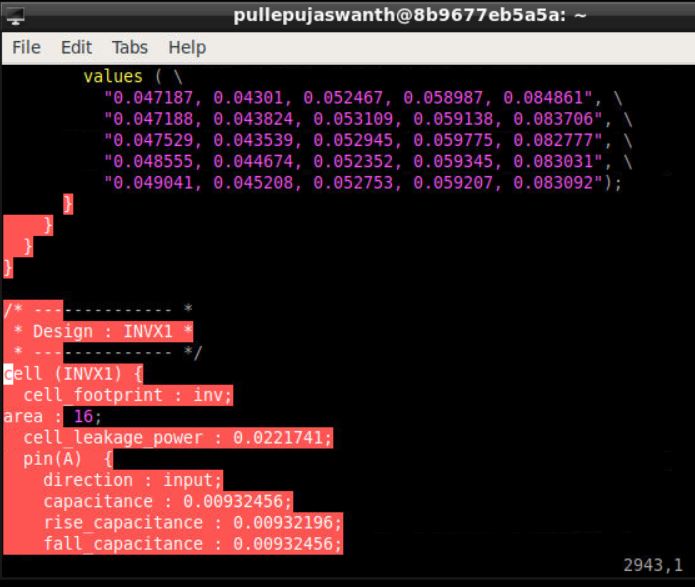 pullepujaswanth@8b9677eb5a5a: ~
File Edit Tabs Help
values ( \
"0.047187, 0.04301, 0.052467, 0.058987, 0.084861", \
"0.047188, 0.043824, 0.053109, 0.059138, 0.083706", \
"0.047529, 0.043539, 0.052945, 0.059775, 0.082777", \
"0.048555, 0.044674, 0.052352, 0.059345, 0.083031", \
"0.049041, 0.045208, 0.052753, 0.059207, 0.083092");
}
}
}
}
/* -------------- *
* Design : INVX1 *
* -------------- */
cell (INVX1) {
cell_footprint : inv;
area : 16;
cell_leakage_power : 0.0221741;
pin(A)  {
direction : input;
capacitance : 0.00932456;
rise_capacitance : 0.00932196;
fall_capacitance : 0.00932456;
2943,1